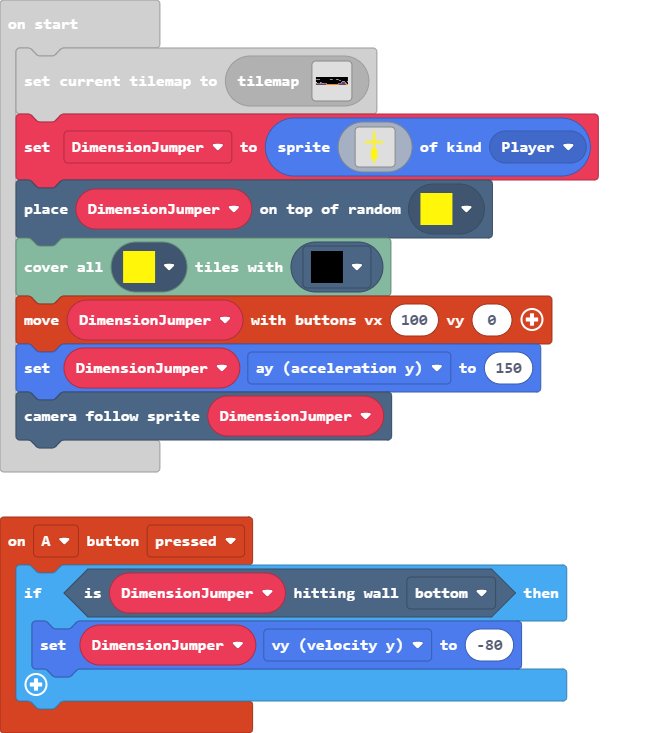 on start
set current tilemap to tilemap
set DimensionJumper to sprite of kind Player
place DimensionJumper on top of random
cover all tiles with
move DimensionJumper with buttons vx 100 vy 0
set DimensionJumper ay (acceleration y) to 150
camera follow sprite DimensionJumper
on A button pressed
if is DimensionJumper hitting wall bottom then
set DimensionJumper vy (velocity y) to -80